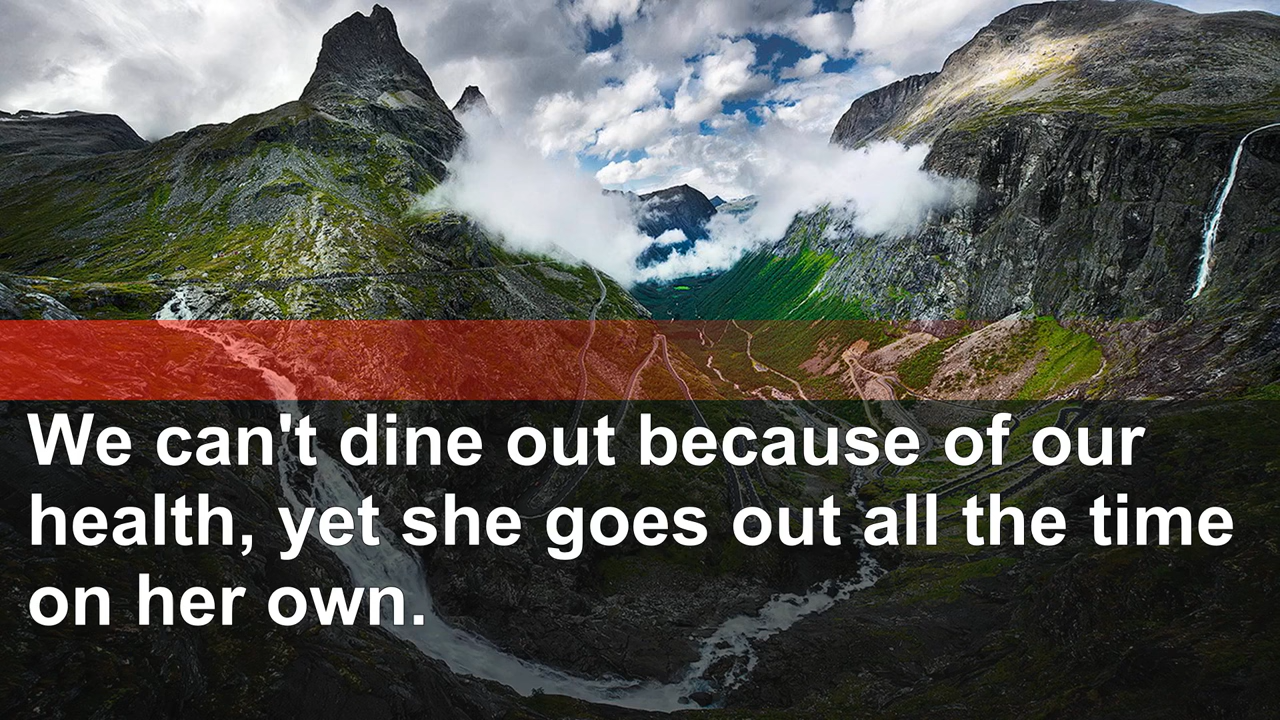 We can't dine out because of our
health, yet she goes out all the time
on her own.